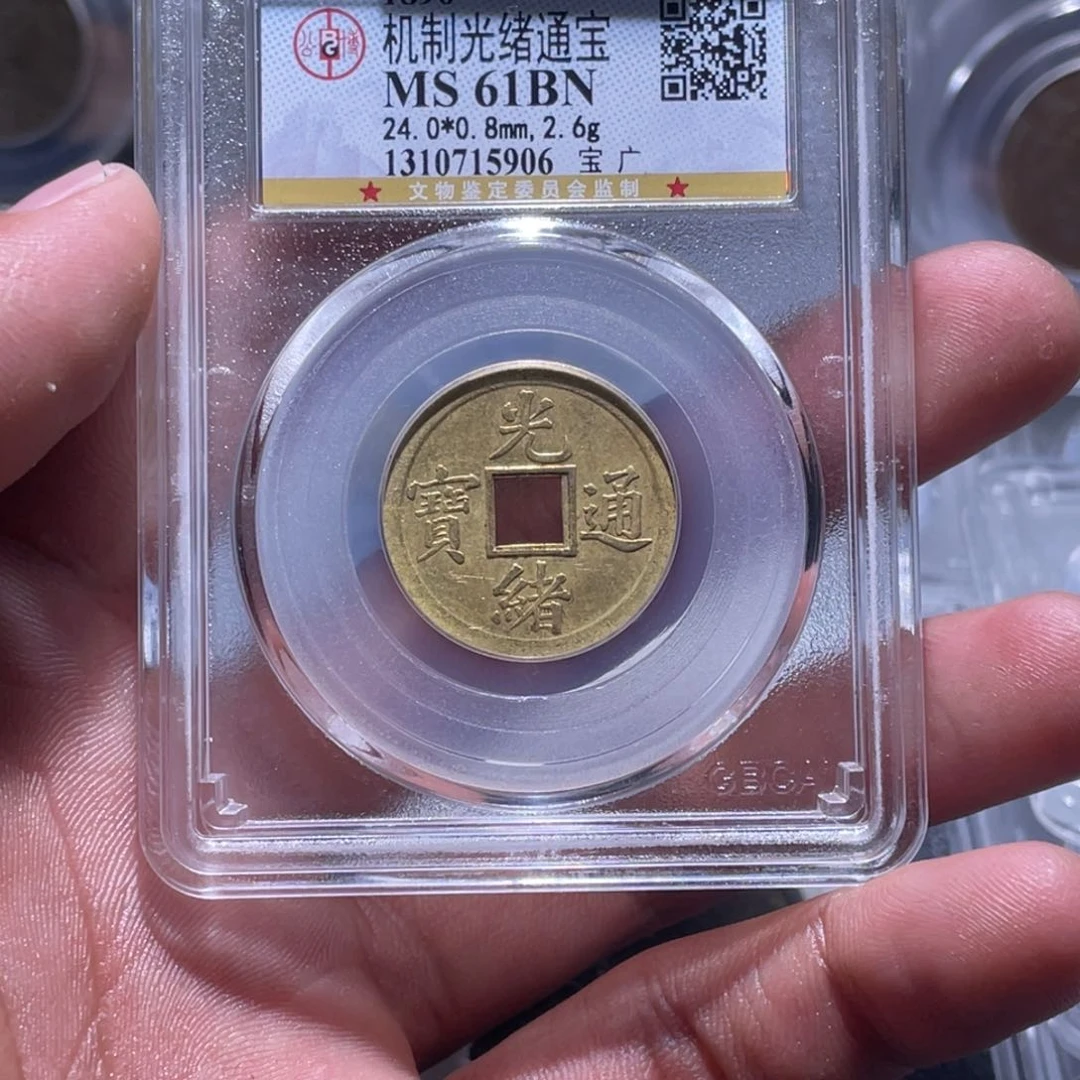 机制光绪通宝
MS 61BN
24.0*0.8mm, 2.6g
1310715906 宝广
★ 文物鉴定委员会监制 ★
光
寶 通
緒
GBCA